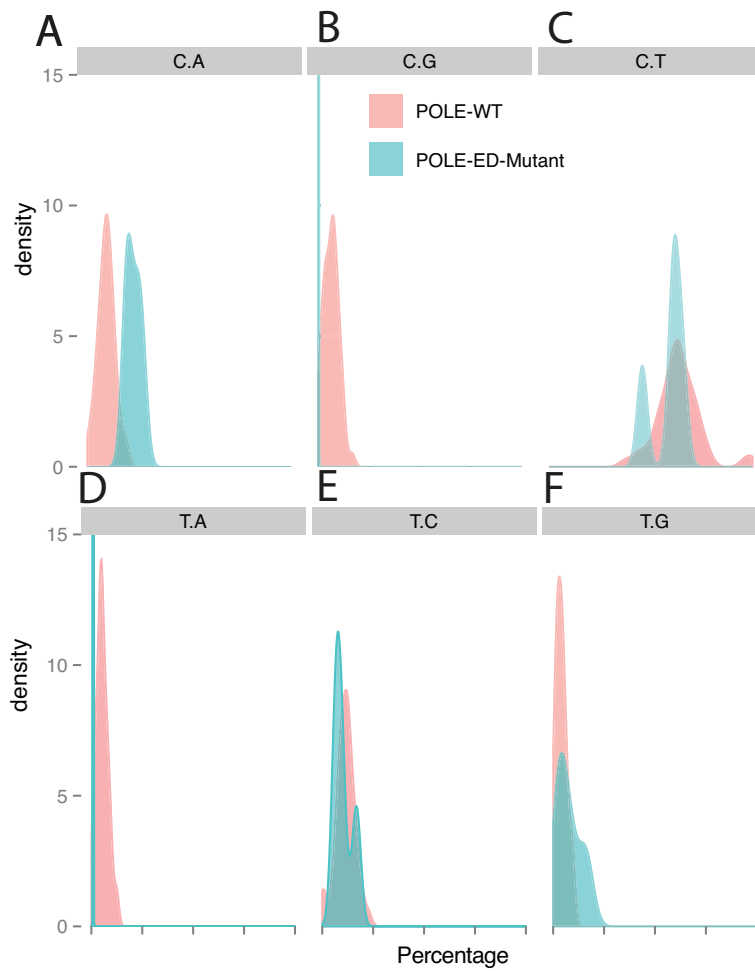 A B C
C.A C.G C.T
15
POLE-WT
POLE-ED-Mutant
10
density
5
0
D E F
T.A T.C T.G
15
10
density
5
0
Percentage